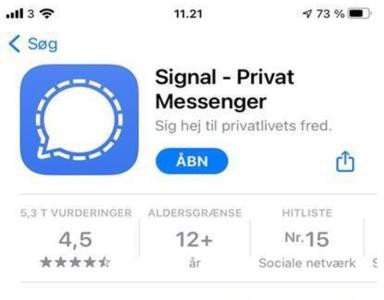 3 11.21 73 %
Søg
Signal - Privat
Messenger
Sig hej til privatlivets fred.
ÅBN
5,3 T VURDERINGER ALDERSGRÆNSE HITLISTE
4,5 12+ Nr.15
år Sociale netværk S